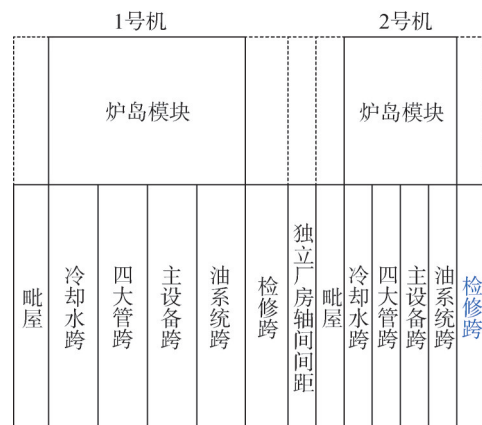 1号机
2号机
炉岛模块
炉岛模块
毗屋
冷却水跨
四大管跨
主设备跨
油系统跨
检修跨
独立厂房轴间间距
毗屋
冷却水跨
四大管跨
主设备跨
油系统跨
检修跨